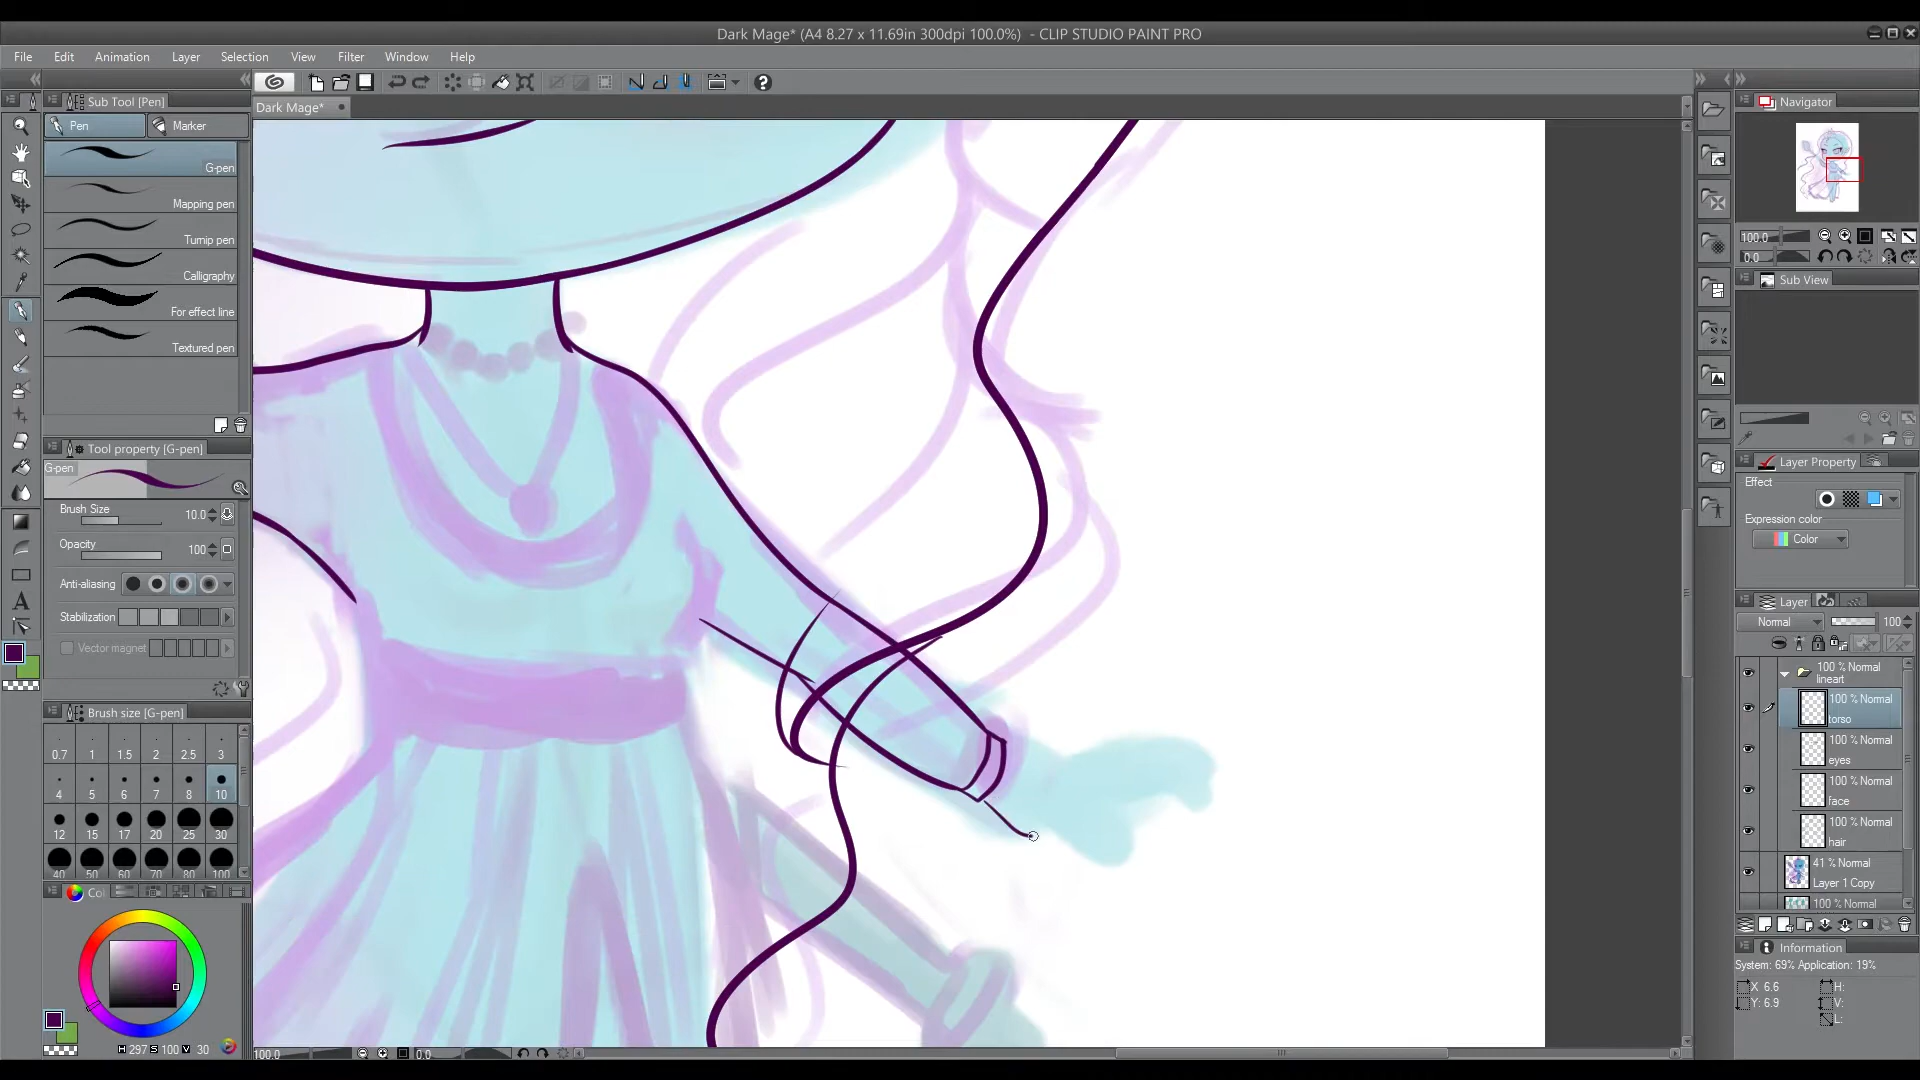 Dark Mage* (A4 8.27 x 11.69in 300dpi 100.0%) - CLIP STUDIO PAINT PRO
File Edit Animation Layer Selection View Filter Window Help
Sub Tool [Pen]
Pen Marker
G-pen
Mapping pen
Turnip pen
Calligraphy
For effect line
Textured pen
Tool property [G-pen]
G-pen
Brush Size 10.0
Opacity 100
Anti-aliasing
Stabilization
Vector magnet
Brush size [G-pen]
0.7 1 1.5 2 2.5 3
4 5 6 7 8 10
12 15 17 20 25 30
40 50 60 70 80 100
Col
H 297 S 100 V 30
Dark Mage*
100.0 0.0
Navigator
100.0
0.0
Sub View
Layer Property
Effect
Expression color
Color
Layer
Normal 100
100 % Normal
lineart
100 % Normal
torso
100 % Normal
eyes
100 % Normal
face
100 % Normal
hair
41 % Normal
Layer 1 Copy
100 % Normal
Information
System: 69% Application: 19%
X 6.6 H:
Y: 6.9 V:
L:
A